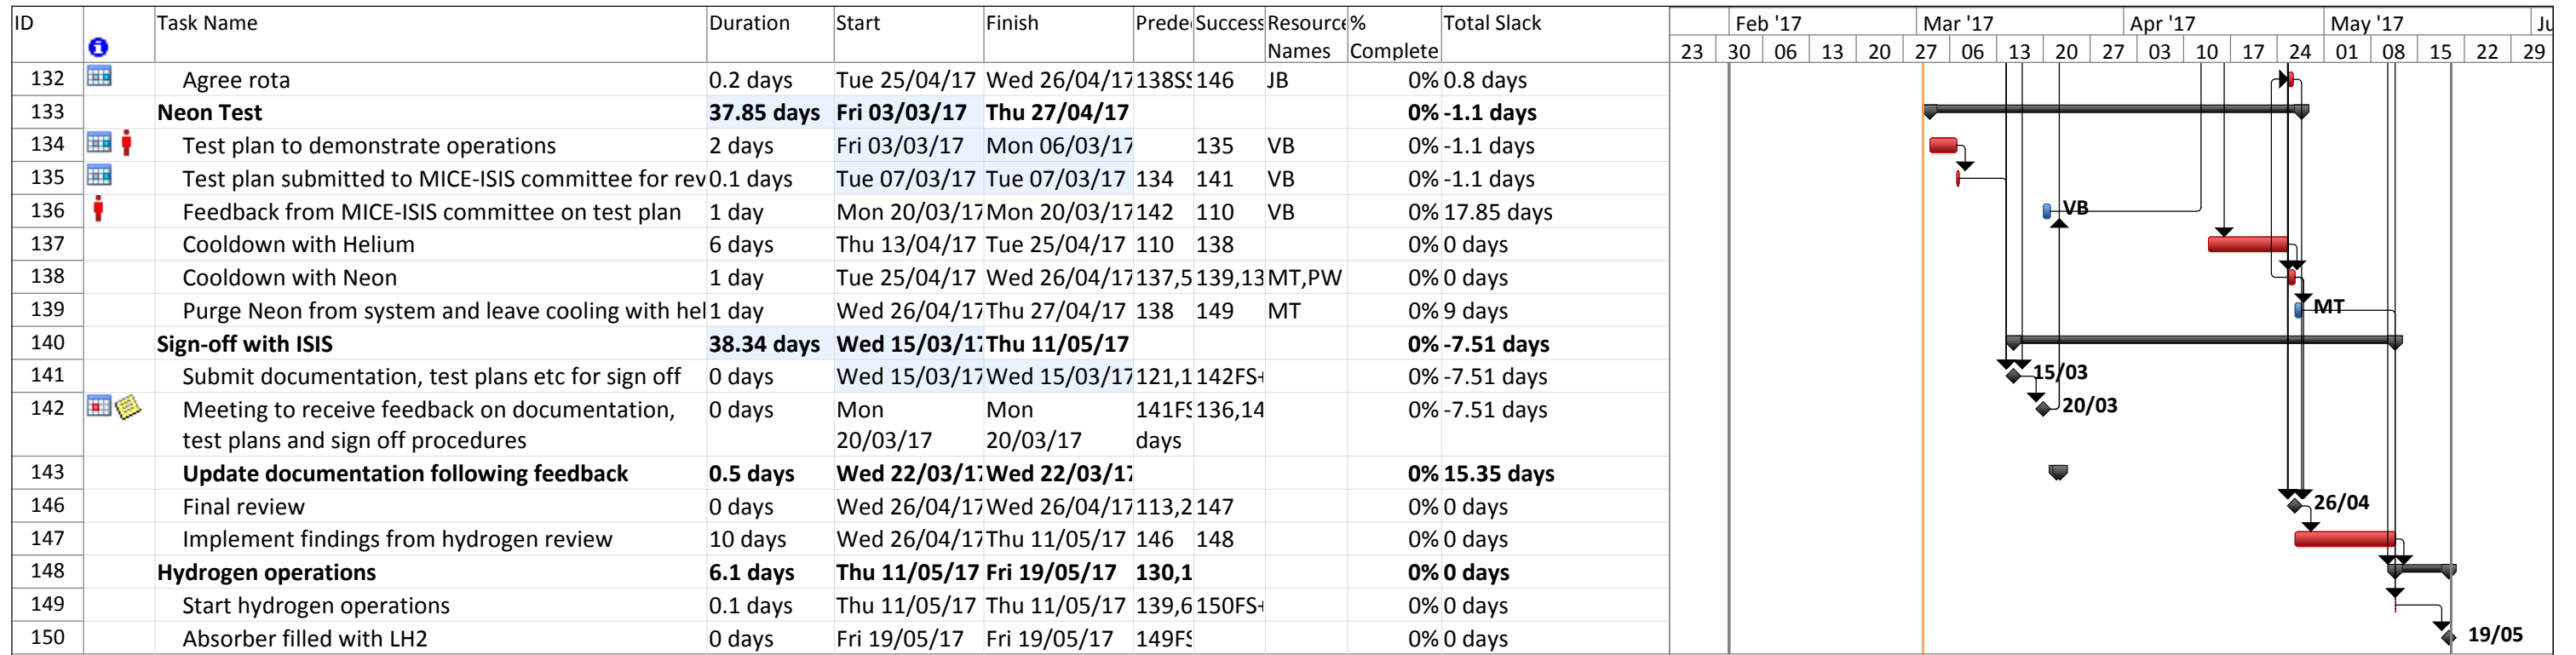 ID Task Name Duration Start Finish Prede Success Resource % Total Slack Feb '17 Mar '17 Apr '17 May '17 Ju
Names Complete 23 30 06 13 20 27 06 13 20 27 03 10 17 24 01 08 15 22 29
132 Agree rota 0.2 days Tue 25/04/17 Wed 26/04/17 138SS 146 JB 0% 0.8 days
133 Neon Test 37.85 days Fri 03/03/17 Thu 27/04/17 0% -1.1 days
134 Test plan to demonstrate operations 2 days Fri 03/03/17 Mon 06/03/17 135 VB 0% -1.1 days
135 Test plan submitted to MICE-ISIS committee for rev 0.1 days Tue 07/03/17 Tue 07/03/17 134 141 VB 0% -1.1 days
136 Feedback from MICE-ISIS committee on test plan 1 day Mon 20/03/17 Mon 20/03/17 142 110 VB 0% 17.85 days VB
137 Cooldown with Helium 6 days Thu 13/04/17 Tue 25/04/17 110 138 0% 0 days
138 Cooldown with Neon 1 day Tue 25/04/17 Wed 26/04/17 137,5 139,13 MT,PW 0% 0 days
139 Purge Neon from system and leave cooling with hel 1 day Wed 26/04/17 Thu 27/04/17 138 149 MT 0% 9 days MT
140 Sign-off with ISIS 38.34 days Wed 15/03/17 Thu 11/05/17 0% -7.51 days
141 Submit documentation, test plans etc for sign off 0 days Wed 15/03/17 Wed 15/03/17 121,1 142FS+ 0% -7.51 days 15/03
142 Meeting to receive feedback on documentation, 0 days Mon Mon 141FS 136,14 0% -7.51 days 20/03
test plans and sign off procedures 20/03/17 20/03/17 days
143 Update documentation following feedback 0.5 days Wed 22/03/17 Wed 22/03/17 0% 15.35 days
146 Final review 0 days Wed 26/04/17 Wed 26/04/17 113,2 147 0% 0 days 26/04
147 Implement findings from hydrogen review 10 days Wed 26/04/17 Thu 11/05/17 146 148 0% 0 days
148 Hydrogen operations 6.1 days Thu 11/05/17 Fri 19/05/17 130,1 0% 0 days
149 Start hydrogen operations 0.1 days Thu 11/05/17 Thu 11/05/17 139,6 150FS+ 0% 0 days
150 Absorber filled with LH2 0 days Fri 19/05/17 Fri 19/05/17 149FS 0% 0 days 19/05